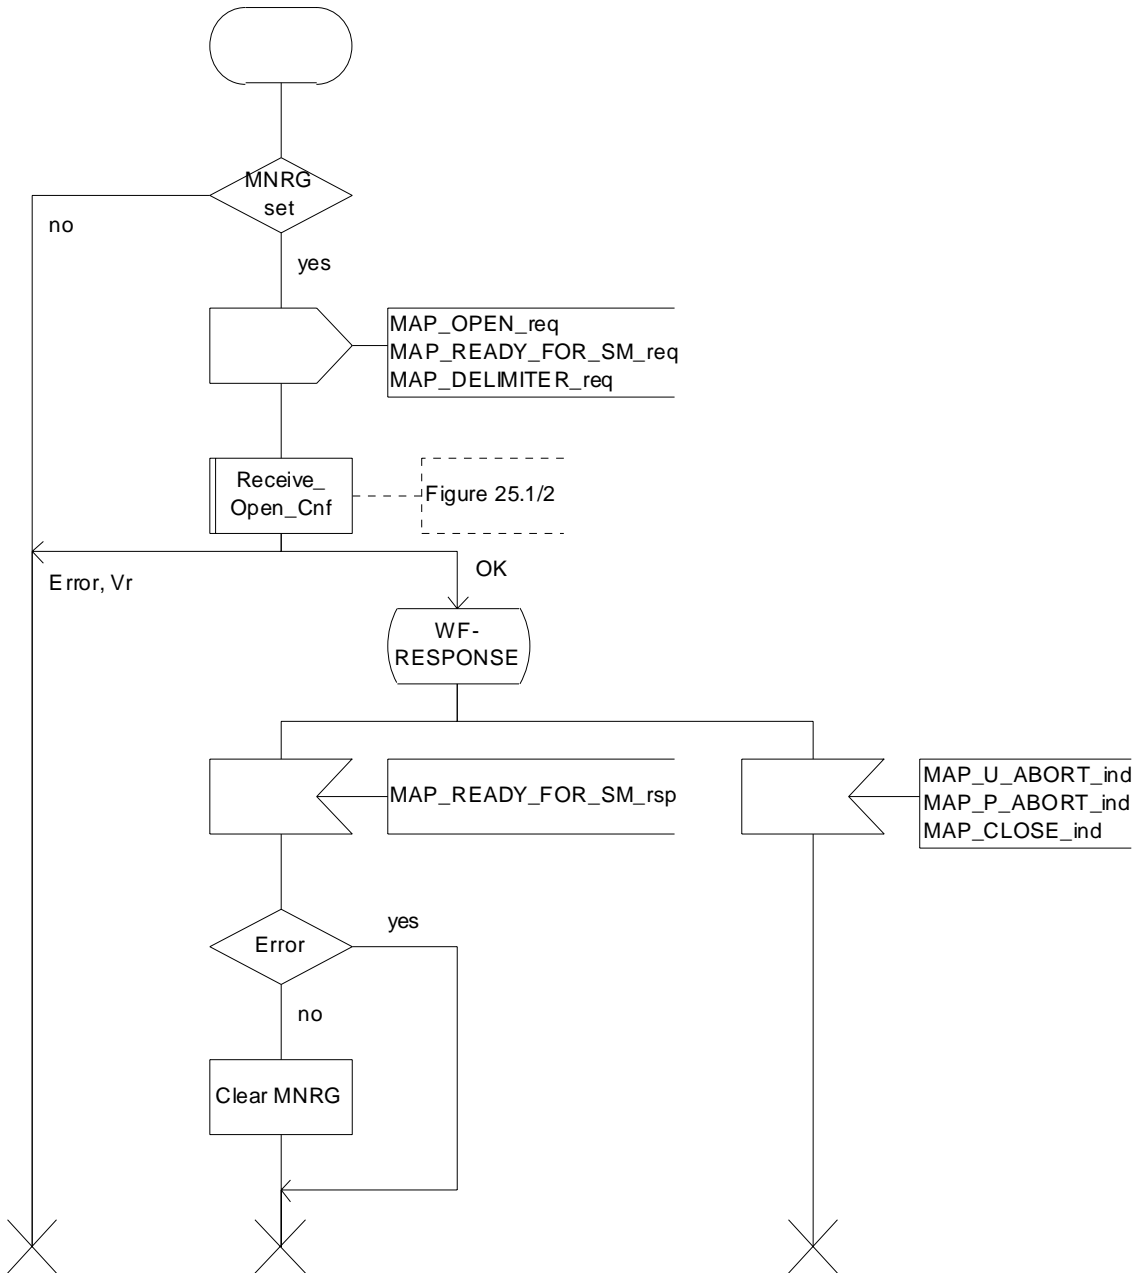 MNRG
set
no
yes
MAP_OPEN_req
MAP_READY_FOR_SM_req
MAP_DELIMITER_req
Receive_
Open_Cnf
Figure 25.1/2
Error, Vr
OK
WF-
RESPONSE
MAP_READY_FOR_SM_rsp
MAP_U_ABORT_ind
MAP_P_ABORT_ind
MAP_CLOSE_ind
Error
yes
no
Clear MNRG